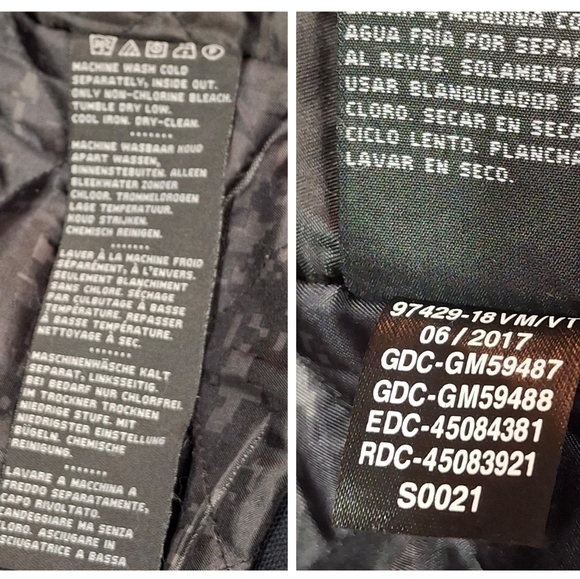 MACHINE WASH COLD
SEPARATELY, INSIDE OUT.
ONLY NON-CHLORINE BLEACH.
TUMBLE DRY LOW.
COOL IRON. DRY-CLEAN.
*******
MACHINE WASBAAR KOUD
APART WASSEN,
BINNENSTEBUITEN. ALLEEN
BLEEKWATER ZONDER
CHLOOR. TROMMELDROGEN
LAGE TEMPERATUUR.
KOUD STRIJKEN.
CHEMISCH REINIGEN.
*******
LAVER À LA MACHINE FROID
SÉPARÉMENT, À L'ENVERS.
SEULEMENT BLANCHIMENT
SANS CHLORE. SÉCHAGE
PAR CULBUTAGE À BASSE
TEMPÉRATURE, REPASSER
À BASSE TEMPÉRATURE.
NETTOYAGE À SEC.
*******
MASCHINENWÄSCHE KALT
SEPARAT, LINKSSEITIG.
BEI BEDARF NUR CHLORFREI.
IM TROCKNER TROCKNEN
NIEDRIGE STUFE. MIT
NIEDRIGSTER EINSTELLUNG
BÜGELN. CHEMISCHE
REINIGUNG.
*******
LAVARE A MACCHINA A
FREDDO SEPARATAMENTE,
CAPO RIVOLTATO.
CANDEGGIARE MA SENZA
CLORO. ASCIUGARE IN
ASCIUGATRICE A BASSA
MÁQUINA CO
AGUA FRÍA POR SEPAR
AL REVÉS. SOLAMENTE
USAR BLANQUEADOR S
CLORO. SECAR EN SECA
CICLO LENTO. PLANCHE
LAVAR EN SECO.
97429-18VM/VT
06/2017
GDC-GM59487
GDC-GM59488
EDC-45084381
RDC-45083921
S0021